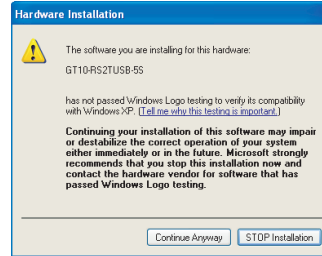 Hardware Installation
The software you are installing for this hardware:
GT10-RS2TUSB-5S
has not passed Windows Logo testing to verify its compatibility
with Windows XP. (Tell me why this testing is important.)
Continuing your installation of this software may impair
or destabilize the correct operation of your system
either immediately or in the future. Microsoft strongly
recommends that you stop this installation now and
contact the hardware vendor for software that has
passed Windows Logo testing.
Continue Anyway
STOP Installation